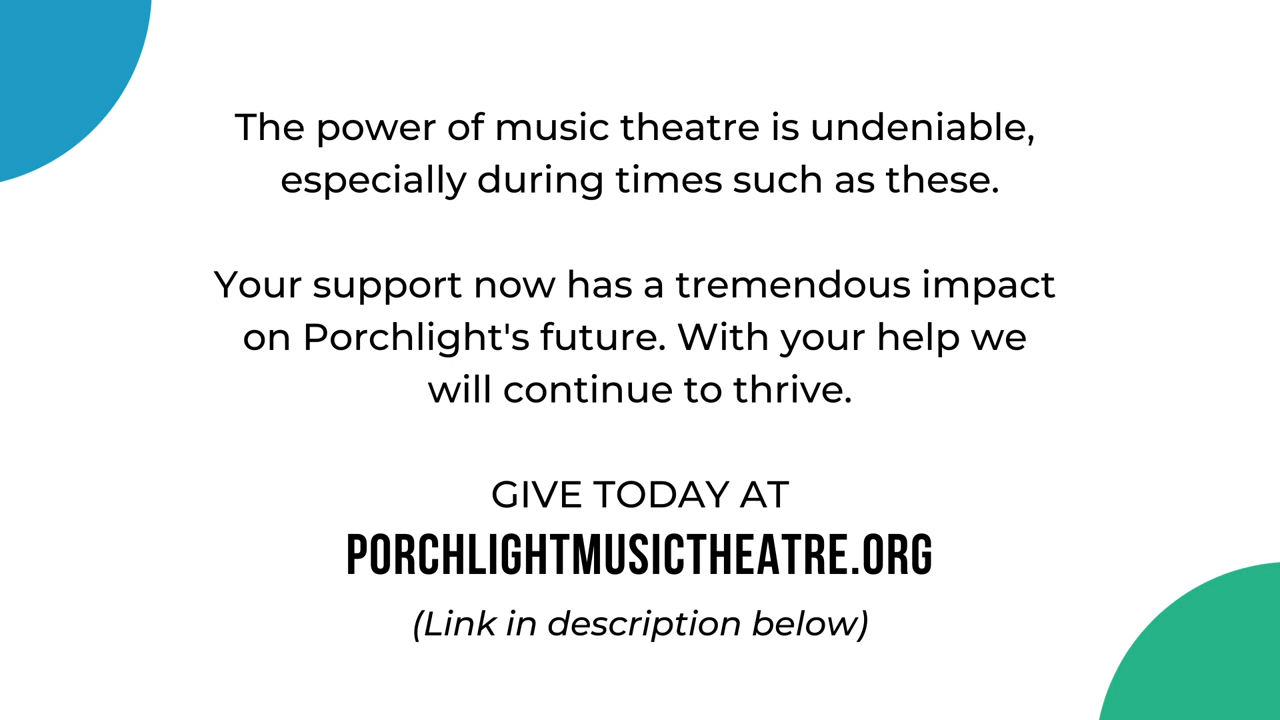 The power of music theatre is undeniable,
especially during times such as these.
Your support now has a tremendous impact
on Porchlight's future. With your help we
will continue to thrive.
GIVE TODAY AT
PORCHLIGHTMUSICTHEATRE.ORG
(Link in description below)